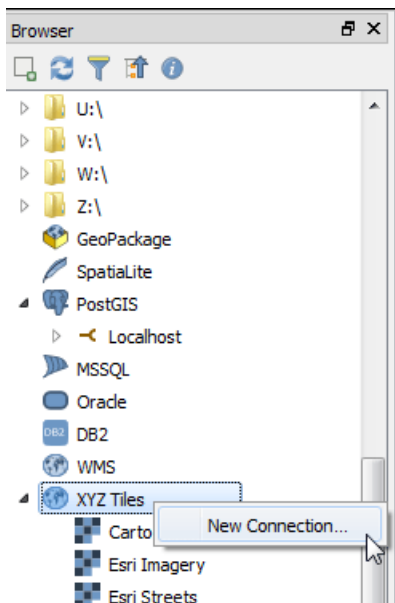 Browser
U:\
V:\
W:\
Z:\
GeoPackage
SpatiaLite
PostGIS
Localhost
MSSQL
Oracle
DB2 DB2
WMS
XYZ Tiles
New Connection...
Carto
Esri Imagery
Esri Streets